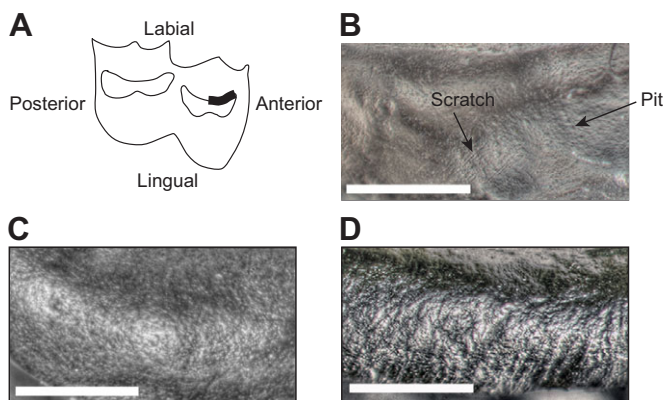 A
Labial
Posterior
Anterior
Lingual
B
Scratch
Pit
C
D